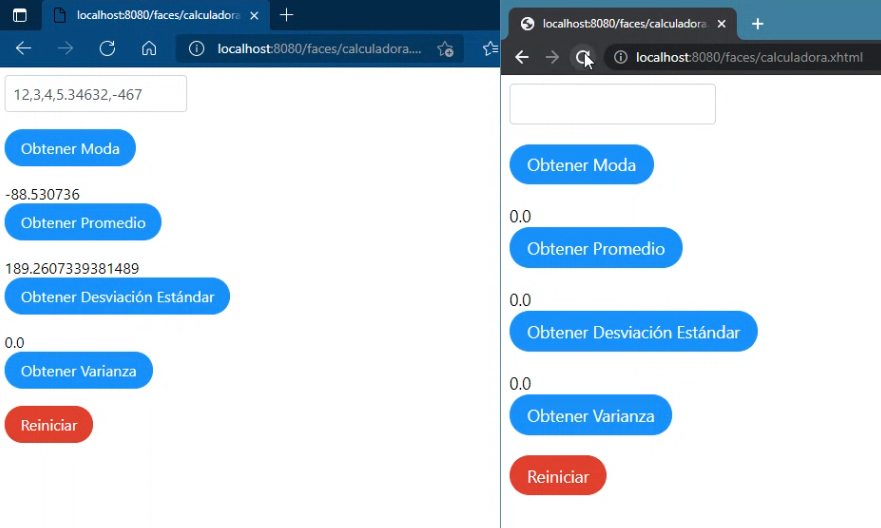 localhost:8080/faces/calculadora
localhost:8080/faces/calculadora....
12,3,4,5.34632,-467
Obtener Moda
-88.530736
Obtener Promedio
189.2607339381489
Obtener Desviación Estándar
0.0
Obtener Varianza
Reiniciar
localhost:8080/faces/calculadora.
localhost:8080/faces/calculadora.xhtml
Obtener Moda
0.0
Obtener Promedio
0.0
Obtener Desviación Estándar
0.0
Obtener Varianza
Reiniciar